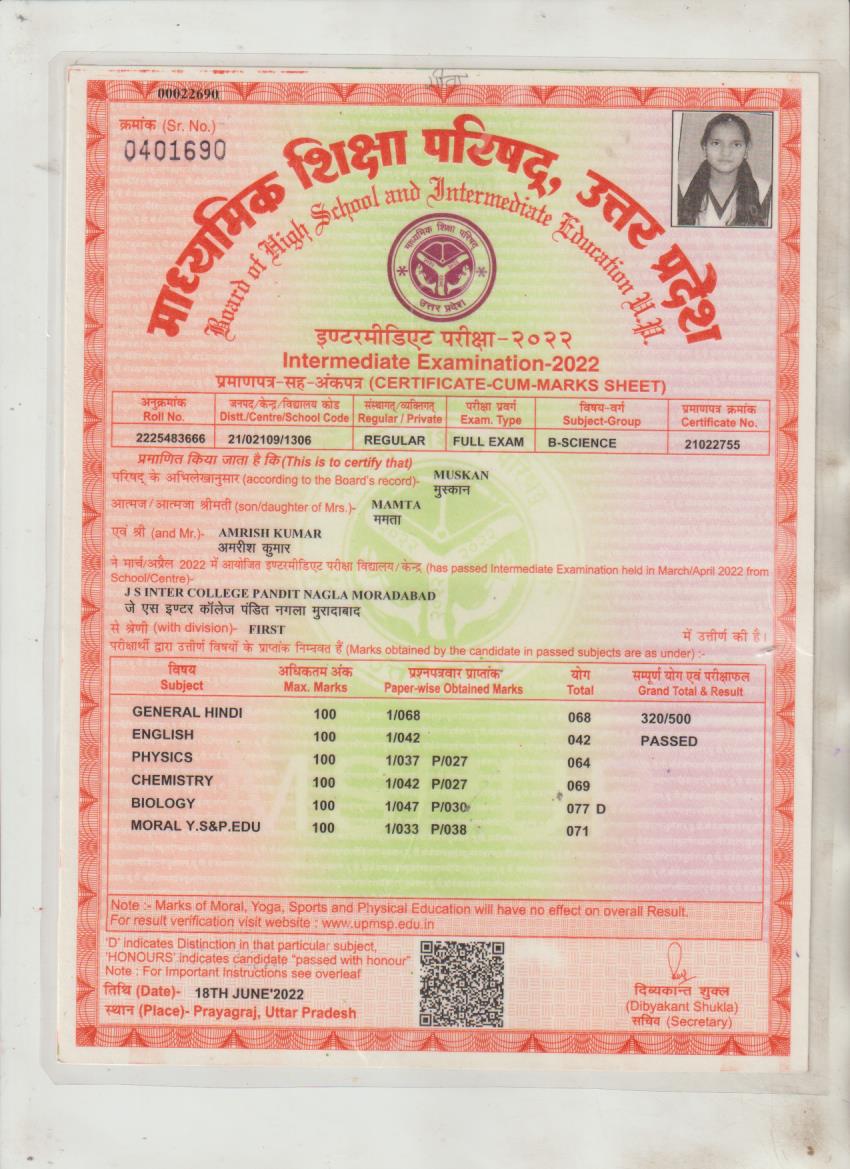 00022690
क्रमांक (Sr. No.)
0401690
माध्यमिक शिक्षा परिषद्, उत्तर प्रदेश
Board of High School and Intermediate Education U.P.
माध्यमिक शिक्षा परिषद्
उत्तर प्रदेश
इण्टरमीडिएट परीक्षा-२०२२
Intermediate Examination-2022
प्रमाणपत्र-सह-अंकपत्र (CERTIFICATE-CUM-MARKS SHEET)
अनुक्रमांक जनपद/केन्द्र/विद्यालय कोड संस्थागत्/व्यक्तिगत् परीक्षा प्रवर्ग विषय-वर्ग प्रमाणपत्र क्रमांक
Roll No. Distt./Centre/School Code Regular / Private Exam. Type Subject-Group Certificate No.
2225483666 21/02109/1306 REGULAR FULL EXAM B-SCIENCE 21022755
प्रमाणित किया जाता है कि (This is to certify that)
परिषद् के अभिलेखानुसार (according to the Board's record)- MUSKAN
मुस्कान
आत्मज/आत्मजा श्रीमती (son/daughter of Mrs.)- MAMTA
ममता
एवं श्री (and Mr.)- AMRISH KUMAR
अमरीश कुमार
ने मार्च/अप्रैल 2022 में आयोजित इण्टरमीडिएट परीक्षा विद्यालय/केन्द्र (has passed Intermediate Examination held in March/April 2022 from
School/Centre)-
J S INTER COLLEGE PANDIT NAGLA MORADABAD
जे एस इण्टर कॉलेज पंडित नगला मुरादाबाद
से श्रेणी (with division)- FIRST में उत्तीर्ण की है।
परीक्षार्थी द्वारा उत्तीर्ण विषयों के प्राप्तांक निम्नवत हैं (Marks obtained by the candidate in passed subjects are as under) :-
विषय अधिकतम अंक प्रश्नपत्रवार प्राप्तांक योग सम्पूर्ण योग एवं परीक्षाफल
Subject Max. Marks Paper-wise Obtained Marks Total Grand Total & Result
GENERAL HINDI 100 1/068 068 320/500
ENGLISH 100 1/042 042 PASSED
PHYSICS 100 1/037 P/027 064
CHEMISTRY 100 1/042 P/027 069
BIOLOGY 100 1/047 P/030 077 D
MORAL Y.S&P.EDU 100 1/033 P/038 071
Note :- Marks of Moral, Yoga, Sports and Physical Education will have no effect on overall Result.
For result verification visit website : www.upmsp.edu.in
'D' indicates Distinction in that particular subject,
'HONOURS' indicates candidate "passed with honour"
Note : For Important Instructions see overleaf
तिथि (Date)- 18TH JUNE'2022
स्थान (Place)- Prayagraj, Uttar Pradesh
दिब्यकान्त शुक्ल
(Dibyakant Shukla)
सचिव (Secretary)